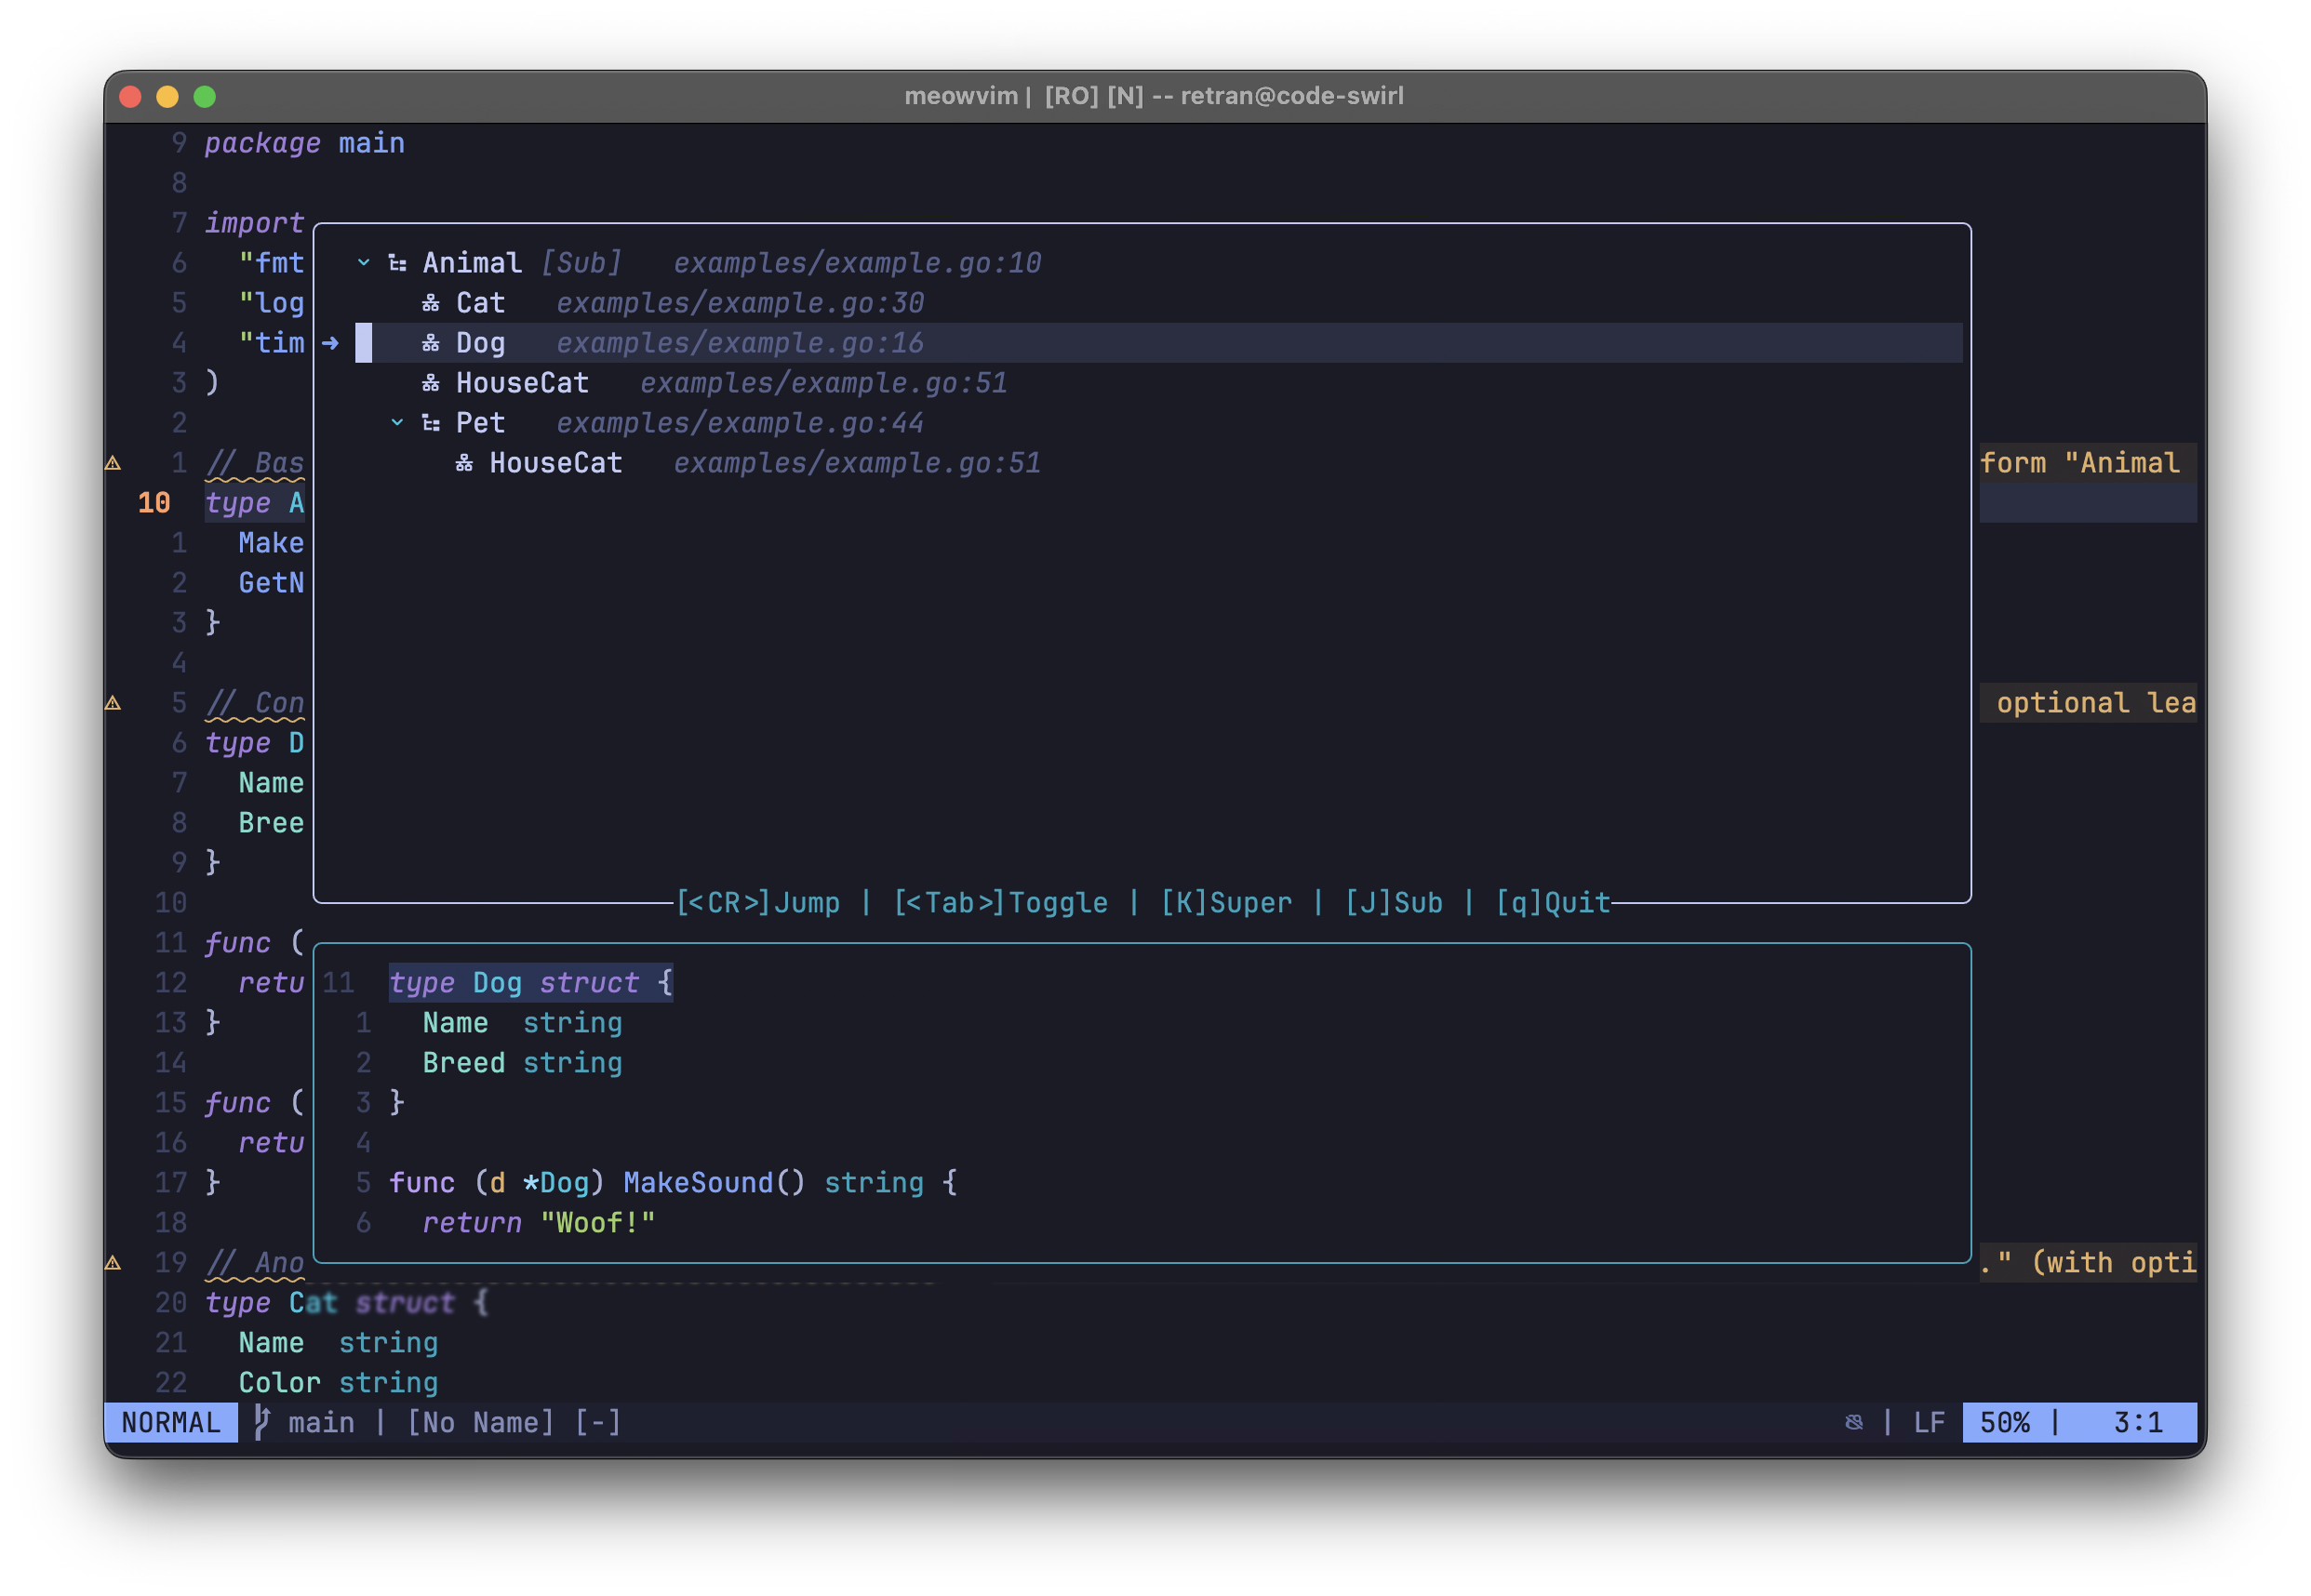 meowvim | [RO] [N] -- retran@code-swirl
9 package main
8
7 import
6 "fmt
5 "log
4 "tim
3 )
2
1 // Bas
10 type A
1 Make
2 GetN
3 }
4
5 // Con
6 type D
7 Name
8 Bree
9 }
10
11 func (
12 retu
13 }
14
15 func (
16 retu
17 }
18
19 // Ano
20 type Cat struct {
21 Name string
22 Color string
Animal [Sub] examples/example.go:10
Cat examples/example.go:30
Dog examples/example.go:16
HouseCat examples/example.go:51
Pet examples/example.go:44
HouseCat examples/example.go:51
[<CR>]Jump | [<Tab>]Toggle | [K]Super | [J]Sub | [q]Quit
11 type Dog struct {
1 Name string
2 Breed string
3 }
4
5 func (d *Dog) MakeSound() string {
6 return "Woof!"
form "Animal
optional lea
." (with opti
NORMAL main | [No Name] [-]
| LF 50% | 3:1